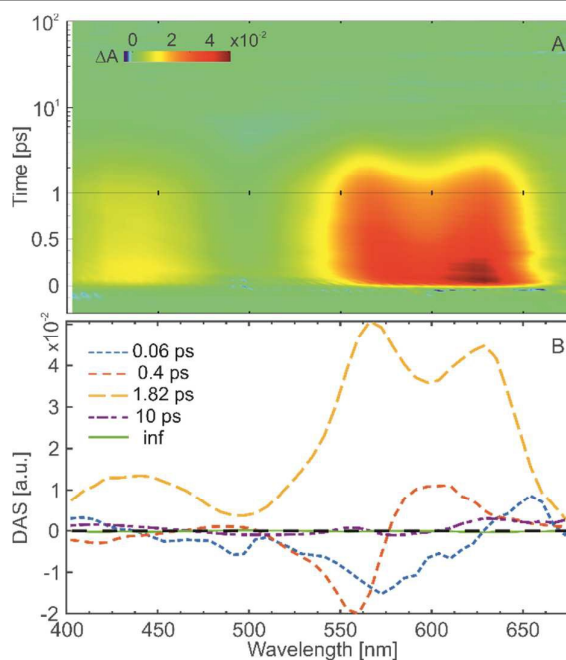 10²
0 2 4 x10⁻²
ΔA
A
10¹
Time [ps]
1
0.5
0
x10⁻²
B
4
0.06 ps
0.4 ps
3
1.82 ps
2
10 ps
inf
1
DAS [a.u.]
0
-1
-2
400 450 500 550 600 650
Wavelength [nm]